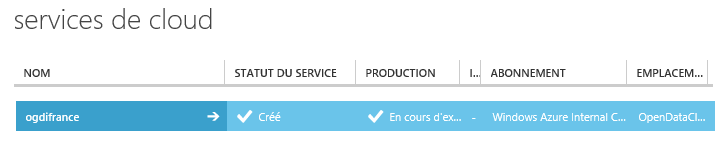 services de cloud
NOM STATUT DU SERVICE PRODUCTION I... ABONNEMENT EMPLACEM...
ogdifrance → Créé En cours d'ex... - Windows Azure Internal C... OpenDataCl...